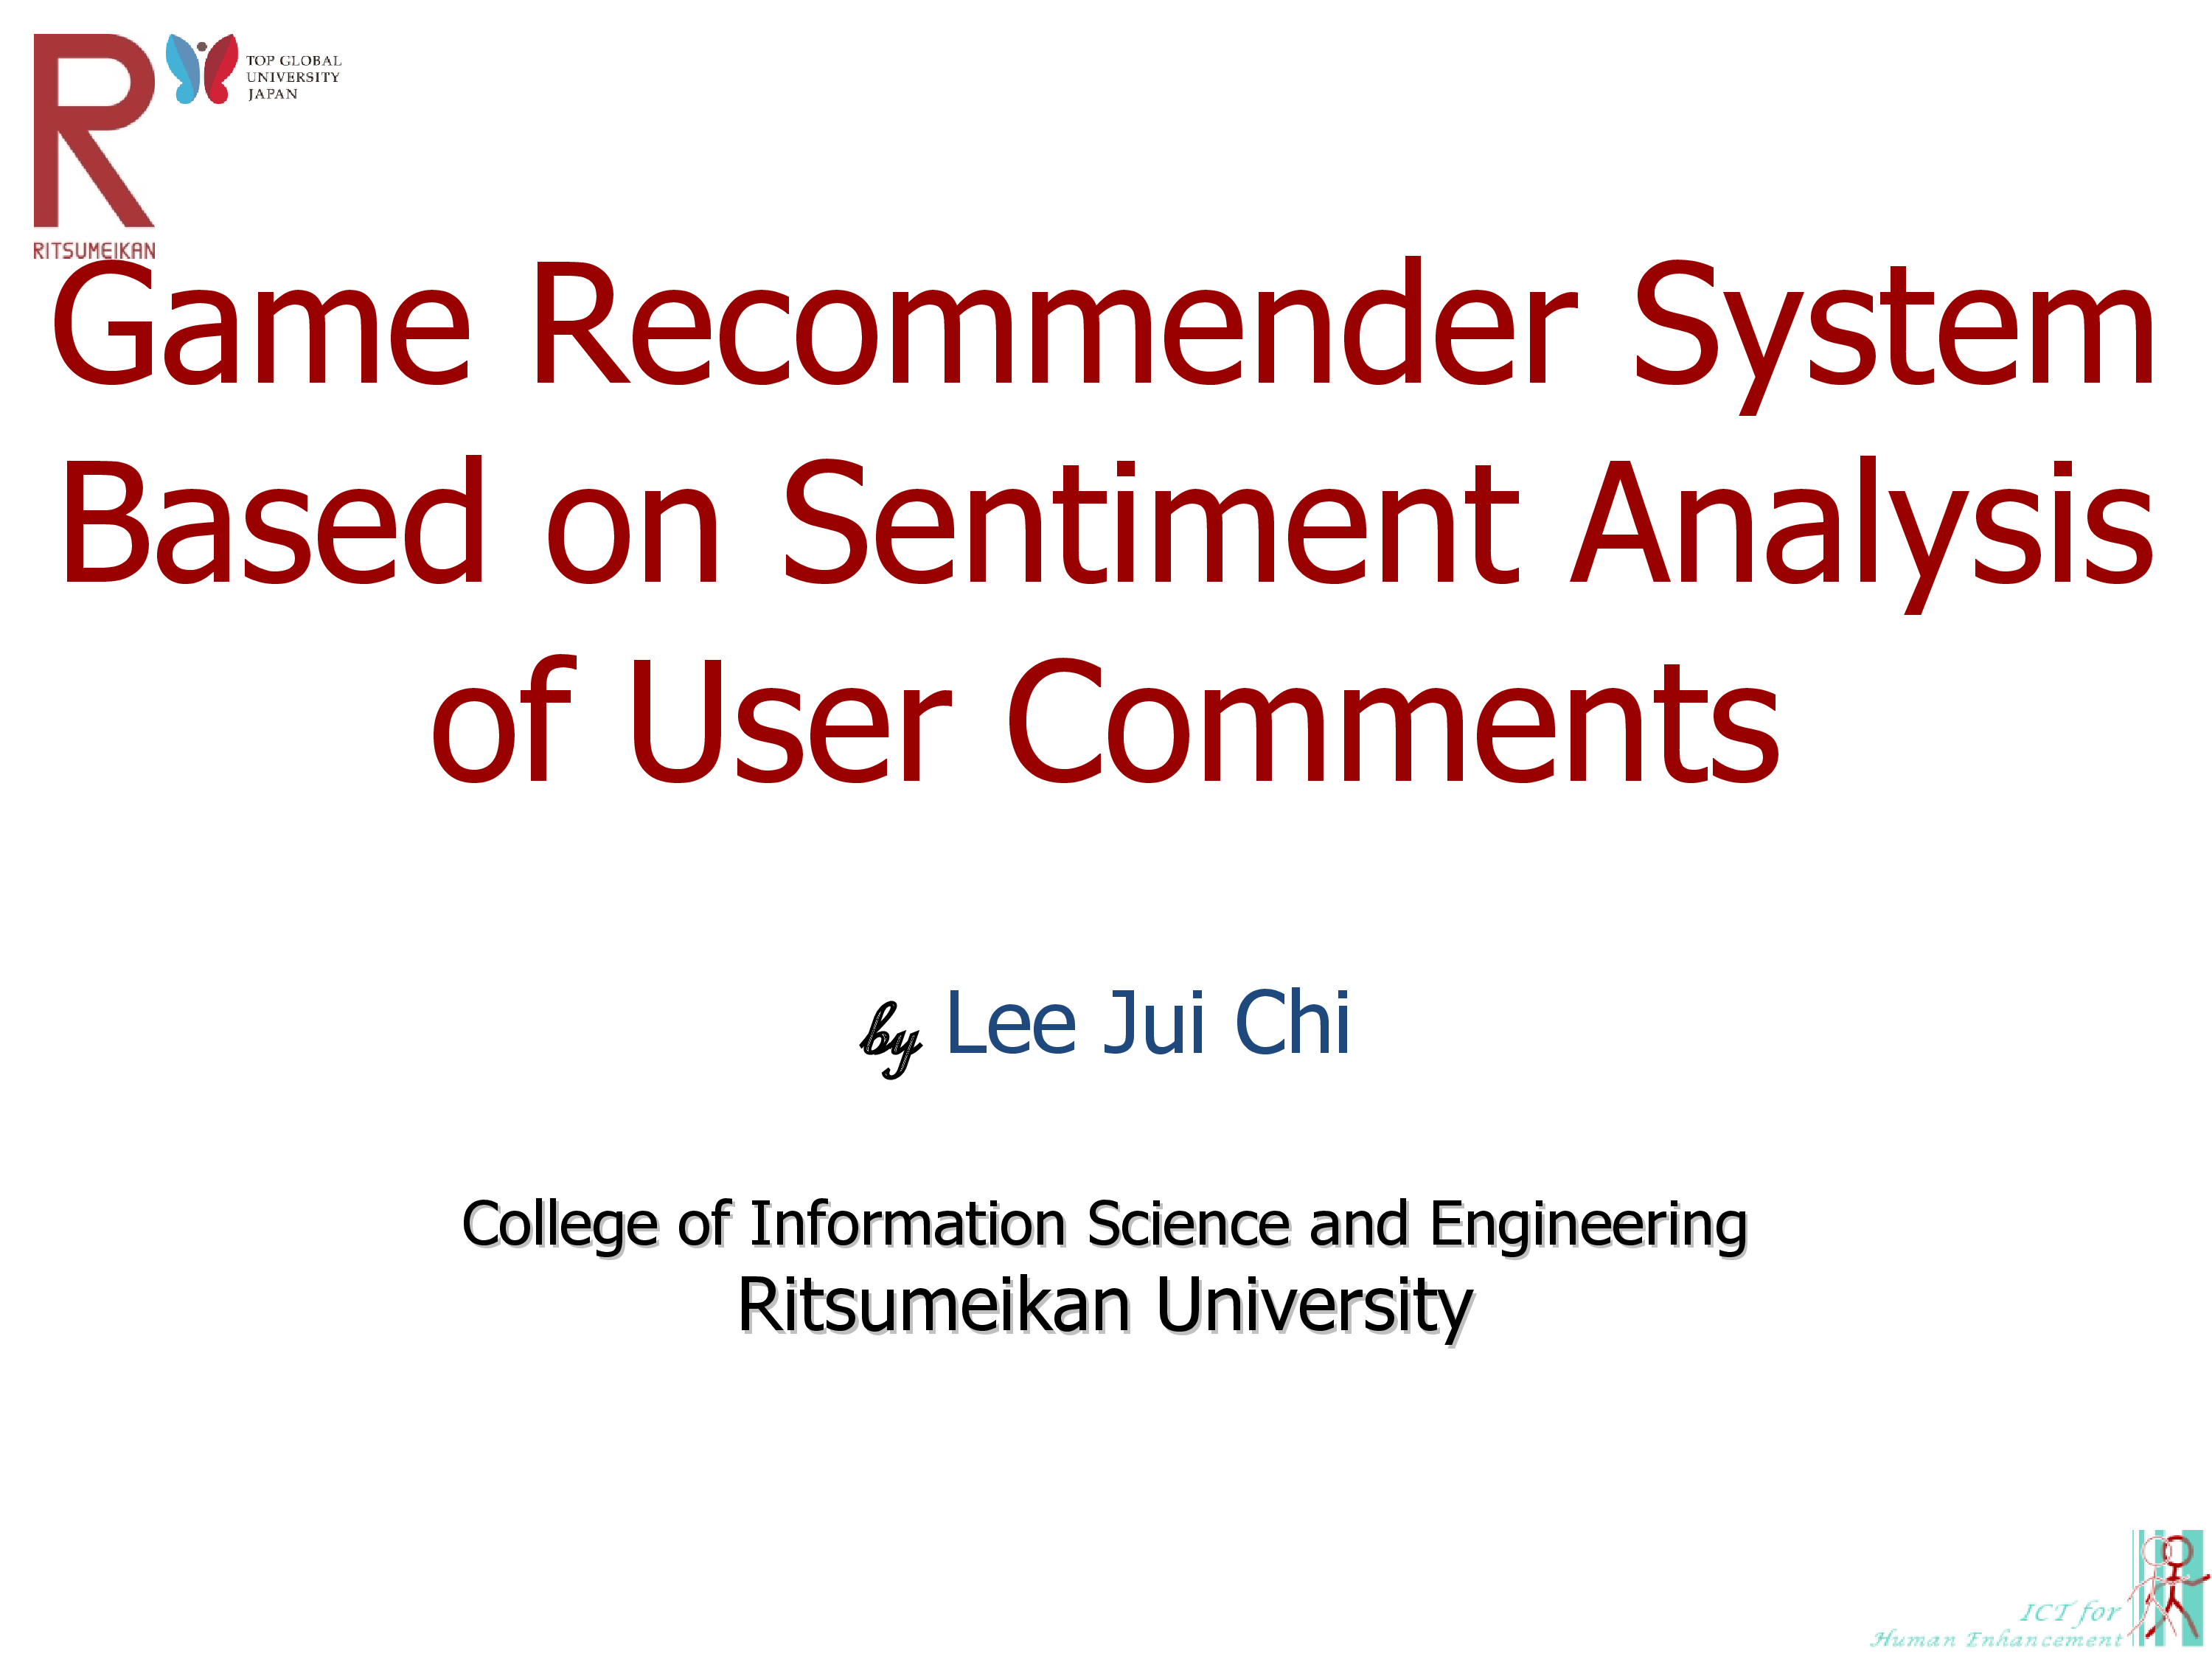 TOP GLOBAL
UNIVERSITY
JAPAN
RITSUMEIKAN
Game Recommender System
Based on Sentiment Analysis
of User Comments
by Lee Jui Chi
College of Information Science and Engineering
Ritsumeikan University
ICT for
Human Enhancement